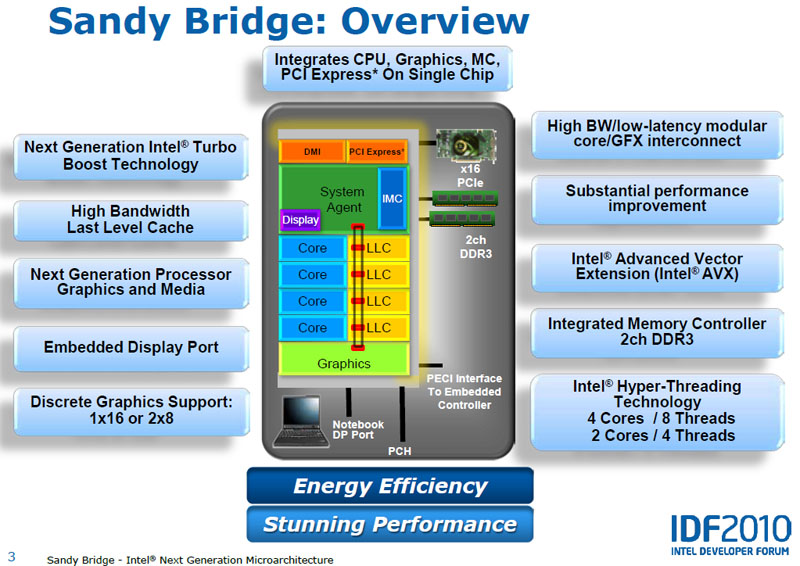 Sandy Bridge: Overview
Integrates CPU, Graphics, MC,
PCI Express* On Single Chip
Next Generation Intel® Turbo
Boost Technology
High Bandwidth
Last Level Cache
Next Generation Processor
Graphics and Media
Embedded Display Port
Discrete Graphics Support:
1x16 or 2x8
DMI
PCI Express*
System
Agent
IMC
Display
Core
LLC
Core
LLC
Core
LLC
Core
LLC
Graphics
x16
PCIe
2ch
DDR3
PECI Interface
To Embedded
Controller
Notebook
DP Port
PCH
High BW/low-latency modular
core/GFX interconnect
Substantial performance
improvement
Intel® Advanced Vector
Extension (Intel® AVX)
Integrated Memory Controller
2ch DDR3
Intel® Hyper-Threading
Technology
4 Cores / 8 Threads
2 Cores / 4 Threads
Energy Efficiency
Stunning Performance
3
Sandy Bridge - Intel® Next Generation Microarchitecture
IDF2010
INTEL DEVELOPER FORUM